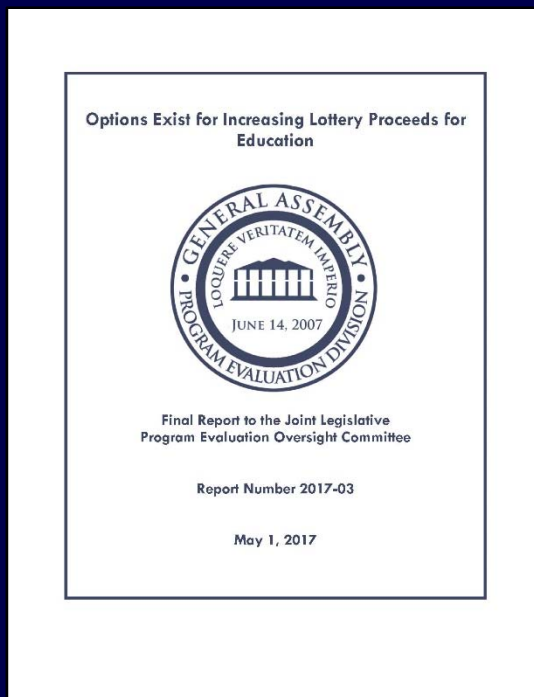 Options Exist for Increasing Lottery Proceeds for
Education
GENERAL ASSEMBLY
LOQUERE VERITATEM IMPERIO
JUNE 14, 2007
PROGRAM EVALUATION DIVISION
Final Report to the Joint Legislative
Program Evaluation Oversight Committee
Report Number 2017-03
May 1, 2017